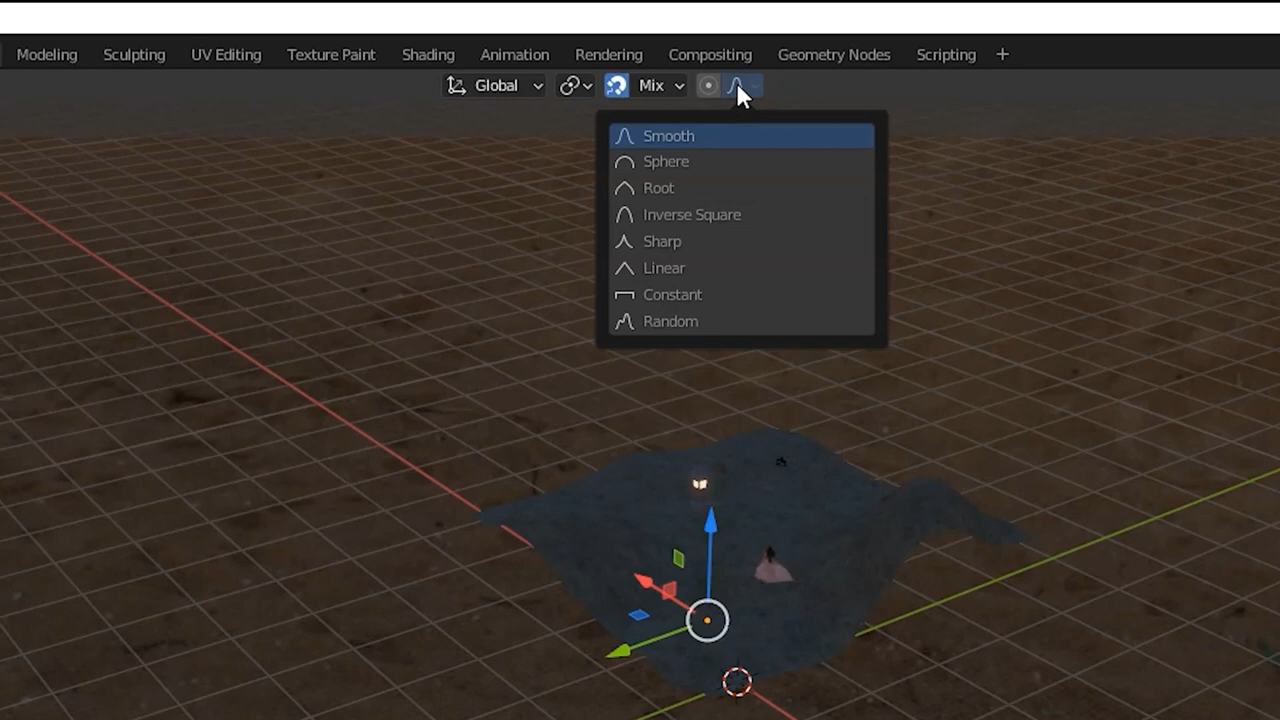 Modeling Sculpting UV Editing Texture Paint Shading Animation Rendering Compositing Geometry Nodes Scripting +
Global Mix
Smooth
Sphere
Root
Inverse Square
Sharp
Linear
Constant
Random